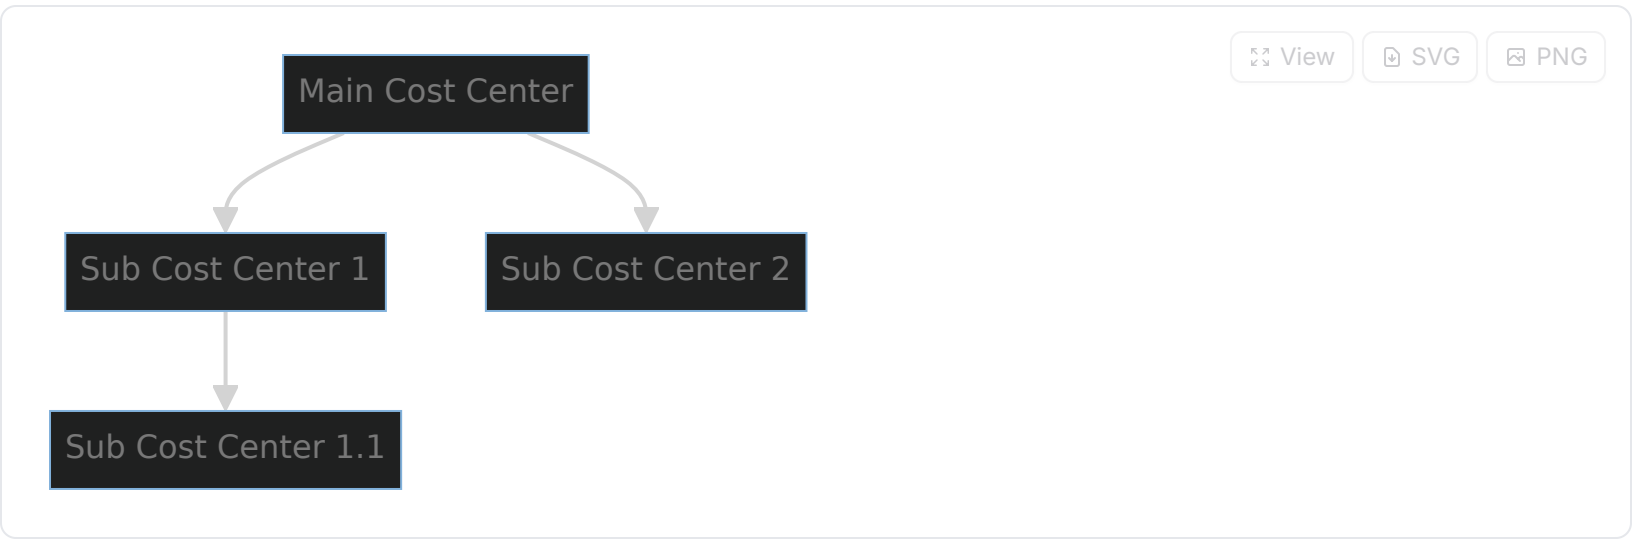 View
SVG
PNG
Main Cost Center
Sub Cost Center 1
Sub Cost Center 2
Sub Cost Center 1.1